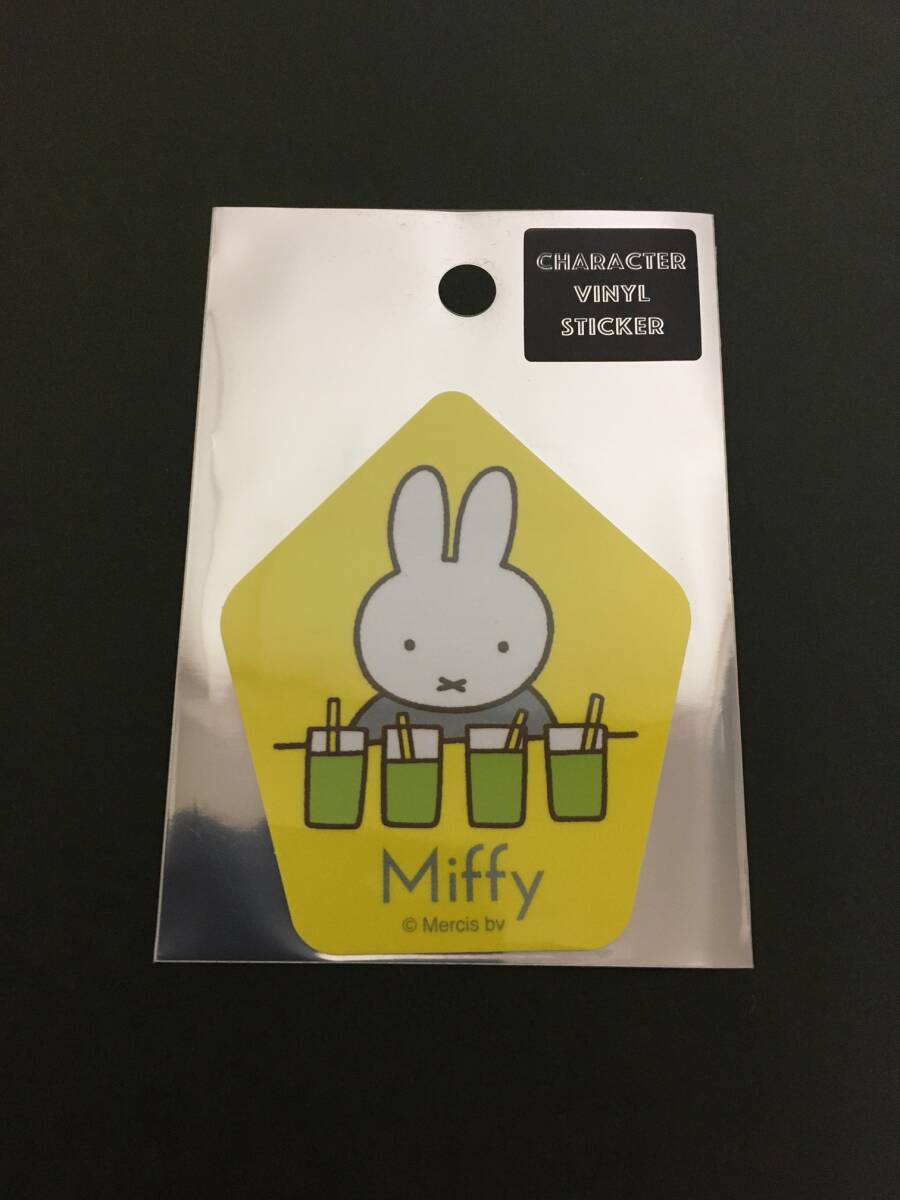 CHARACTER
VINYL
STICKER
Miffy
© Mercis bv